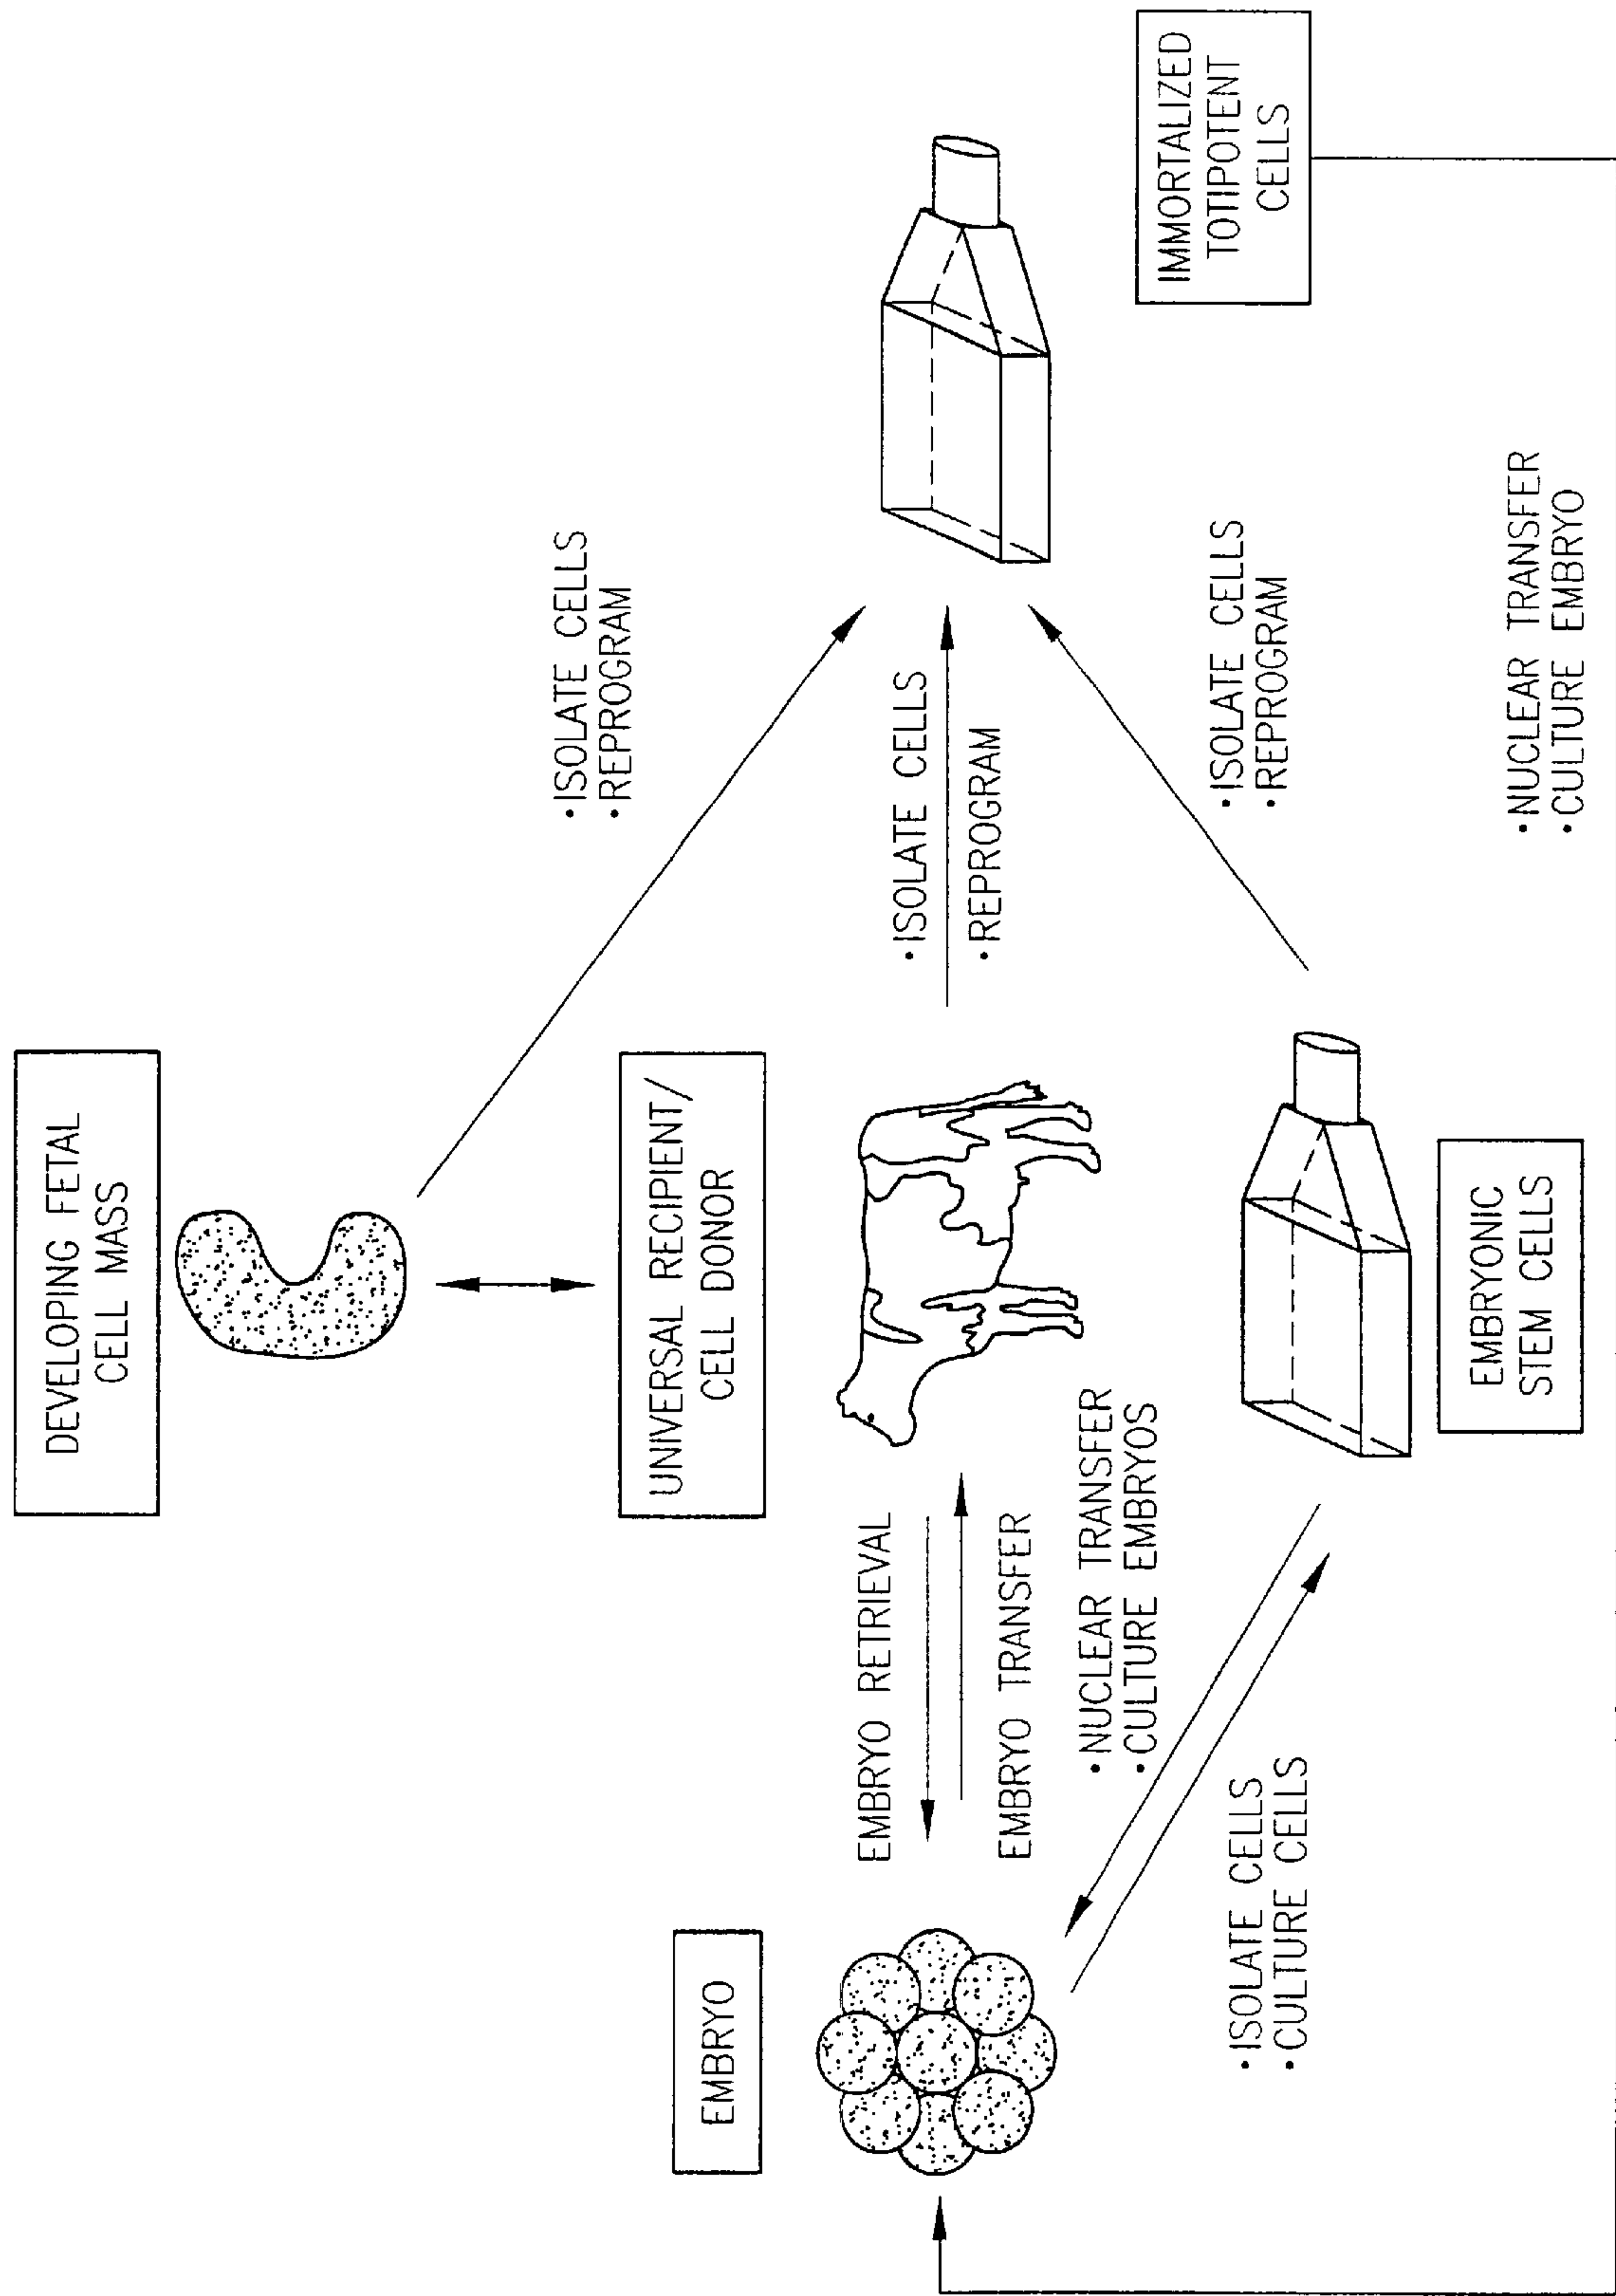 DEVELOPING FETAL
CELL MASS
•ISOLATE CELLS
•REPROGRAM
EMBRYO
UNIVERSAL RECIPIENT/
CELL DONOR
EMBRYO RETRIEVAL
EMBRYO TRANSFER
•ISOLATE CELLS
•REPROGRAM
•NUCLEAR TRANSFER
•CULTURE EMBRYOS
•ISOLATE CELLS
•CULTURE CELLS
•ISOLATE CELLS
•REPROGRAM
IMMORTALIZED
TOTIPOTENT
CELLS
EMBRYONIC
STEM CELLS
•NUCLEAR TRANSFER
•CULTURE EMBRYO